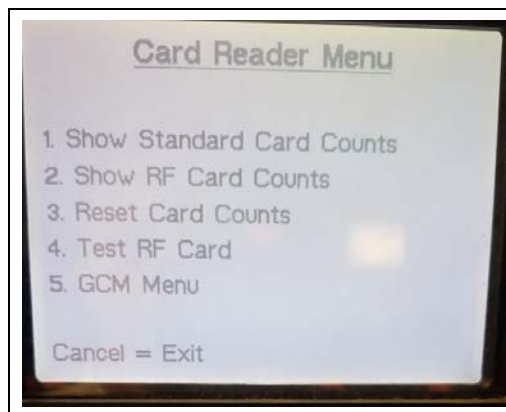 Card Reader Menu
1. Show Standard Card Counts
2. Show RF Card Counts
3. Reset Card Counts
4. Test RF Card
5. GCM Menu
Cancel = Exit